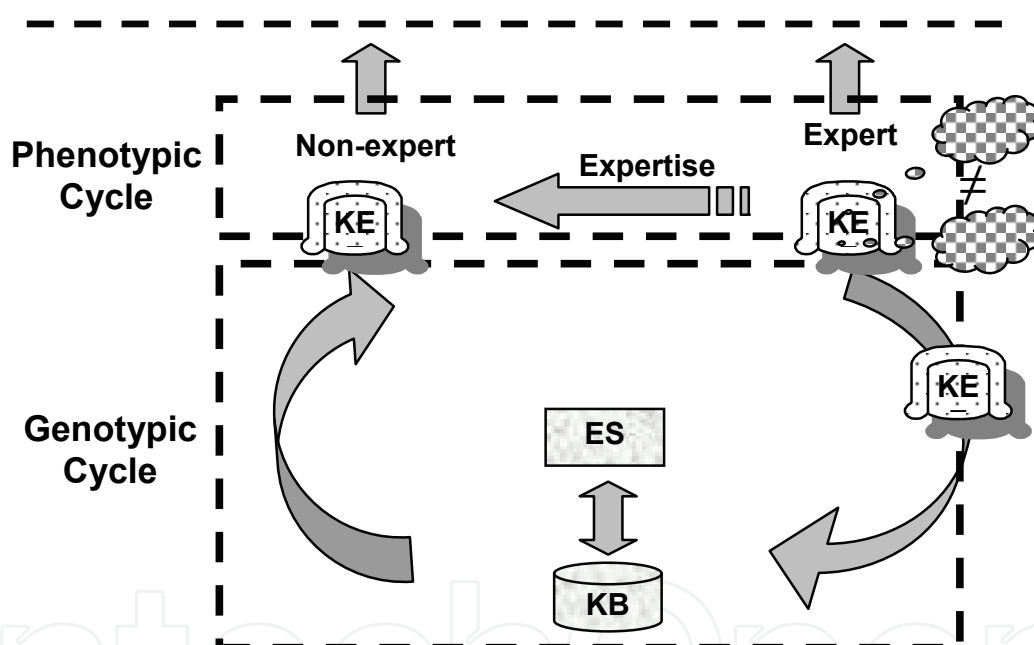 Phenotypic
Cycle
Non-expert
Expertise
Expert
KE
KE
≠
KE
Genotypic
Cycle
ES
KB